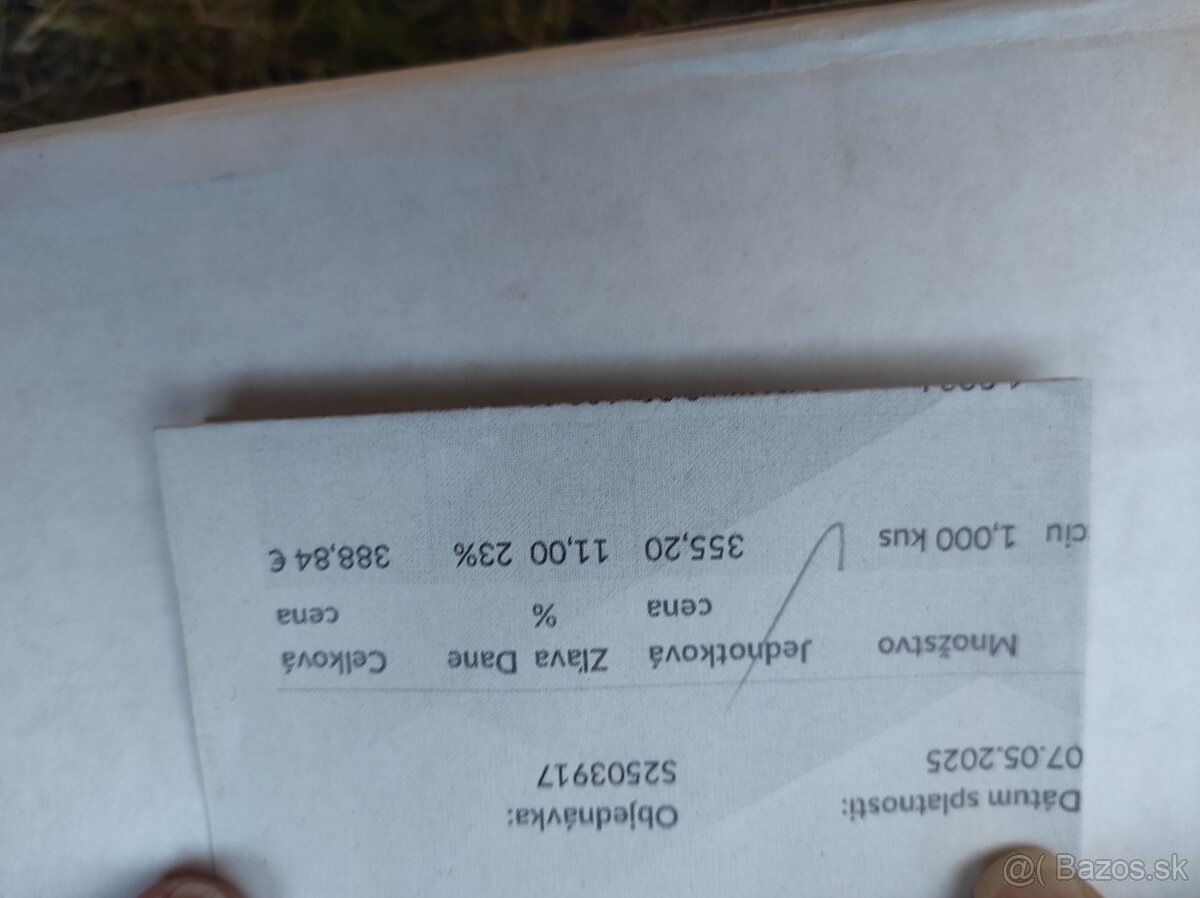 Dátum splatnosti: Objednávka:
07.05.2025 S2503917
Množstvo Jednotková Zľava Dane Celková
cena % cena
ciu 1,000 kus 355,20 11,00 23% 388,84 €
@( Bazos.sk